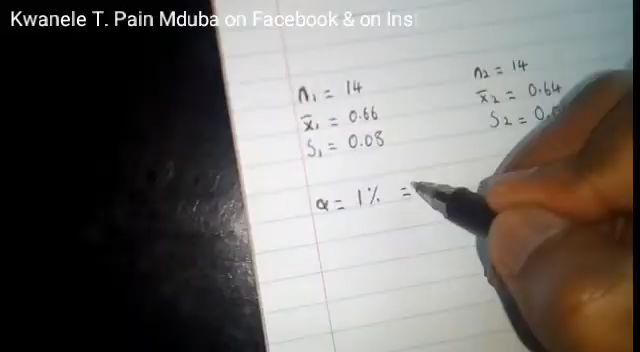 Kwanele T. Pain Mduba on Facebook & on Ins
n₁ = 14
x̄₁ = 0.66
S₁ = 0.08
n₂ = 14
x̄₂ = 0.64
S₂ =
α = 1% =